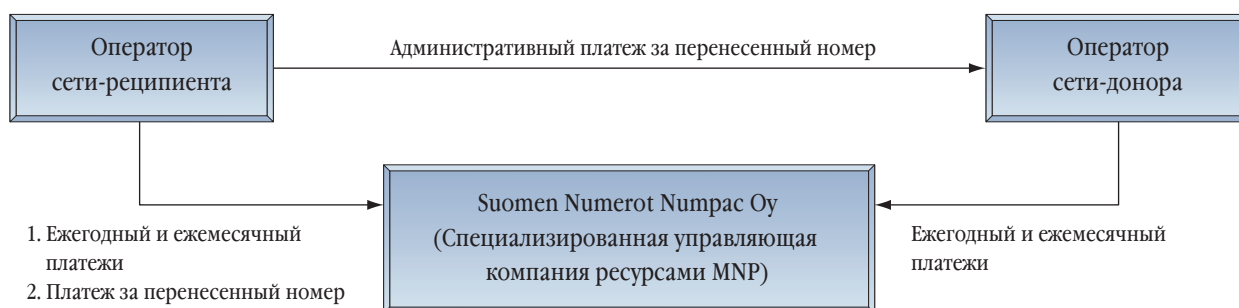 Оператор
сети-реципиента
Административный платеж за перенесенный номер
Оператор
сети-донора
Suomen Numerot Numpac Oy
(Специализированная управляющая
компания ресурсами MNP)
1. Ежегодный и ежемесячный
платежи
2. Платеж за перенесенный номер
Ежегодный и ежемесячный
платежи